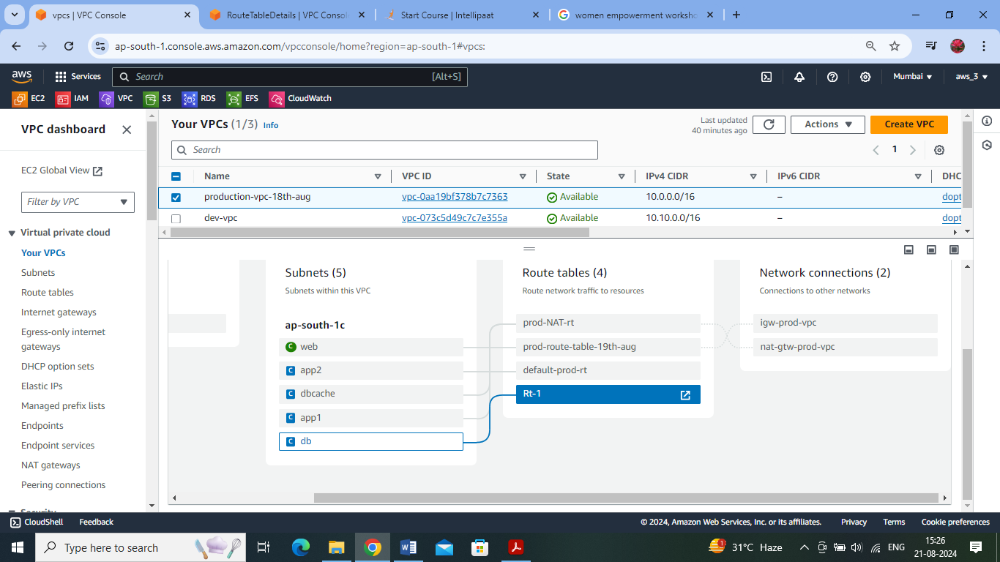 vpcs | VPC Console
RouteTableDetails | VPC Consol
Start Course | Intellipaat
women empowerment worksho
ap-south-1.console.aws.amazon.com/vpcconsole/home?region=ap-south-1#vpcs:
aws
Services
Search
[Alt+S]
Mumbai
aws_3
EC2 IAM VPC S3 RDS EFS CloudWatch
VPC dashboard
EC2 Global View
Filter by VPC
Virtual private cloud
Your VPCs
Subnets
Route tables
Internet gateways
Egress-only internet
gateways
DHCP option sets
Elastic IPs
Managed prefix lists
Endpoints
Endpoint services
NAT gateways
Peering connections
Security
Your VPCs (1/3) Info
Last updated
40 minutes ago
Actions
Create VPC
Search
1
Name VPC ID State IPv4 CIDR IPv6 CIDR DHC
production-vpc-18th-aug vpc-0aa19bf378b7c7363 Available 10.0.0.0/16 – dopt
dev-vpc vpc-073c5d49c7c7e355a Available 10.10.0.0/16 – dopt
Subnets (5)
Subnets within this VPC
ap-south-1c
C web
C app2
C dbcache
C app1
C db
Route tables (4)
Route network traffic to resources
prod-NAT-rt
prod-route-table-19th-aug
default-prod-rt
Rt-1
Network connections (2)
Connections to other networks
igw-prod-vpc
nat-gtw-prod-vpc
CloudShell Feedback
© 2024, Amazon Web Services, Inc. or its affiliates. Privacy Terms Cookie preferences
Type here to search
1
31°C Haze
ENG
15:26
21-08-2024